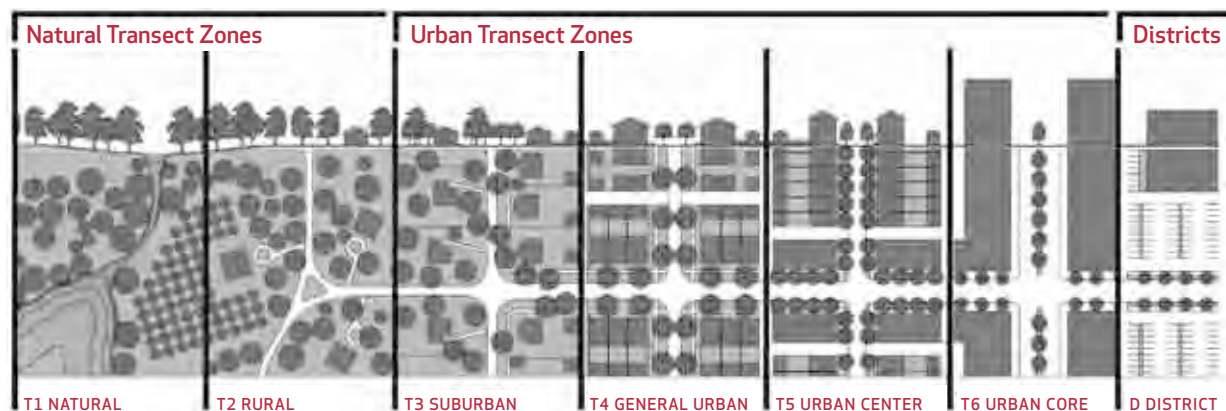 Natural Transect Zones
Urban Transect Zones
Districts
T1 NATURAL
T2 RURAL
T3 SUBURBAN
T4 GENERAL URBAN
T5 URBAN CENTER
T6 URBAN CORE
D DISTRICT